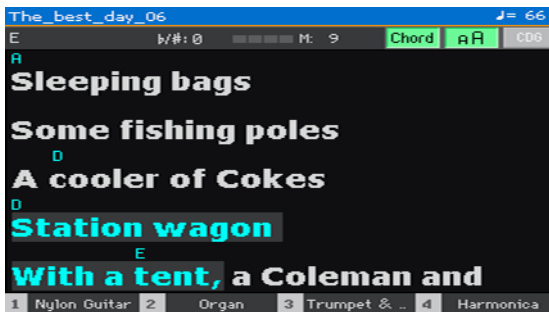 The_best_day_06 ♩= 66
E ♭/#: 0 M: 9 Chord AA CDG
A
Sleeping bags
Some fishing poles
D
A cooler of Cokes
D
Station wagon
E
With a tent, a Coleman and
1 Nylon Guitar 2 Organ 3 Trumpet & .. 4 Harmonica